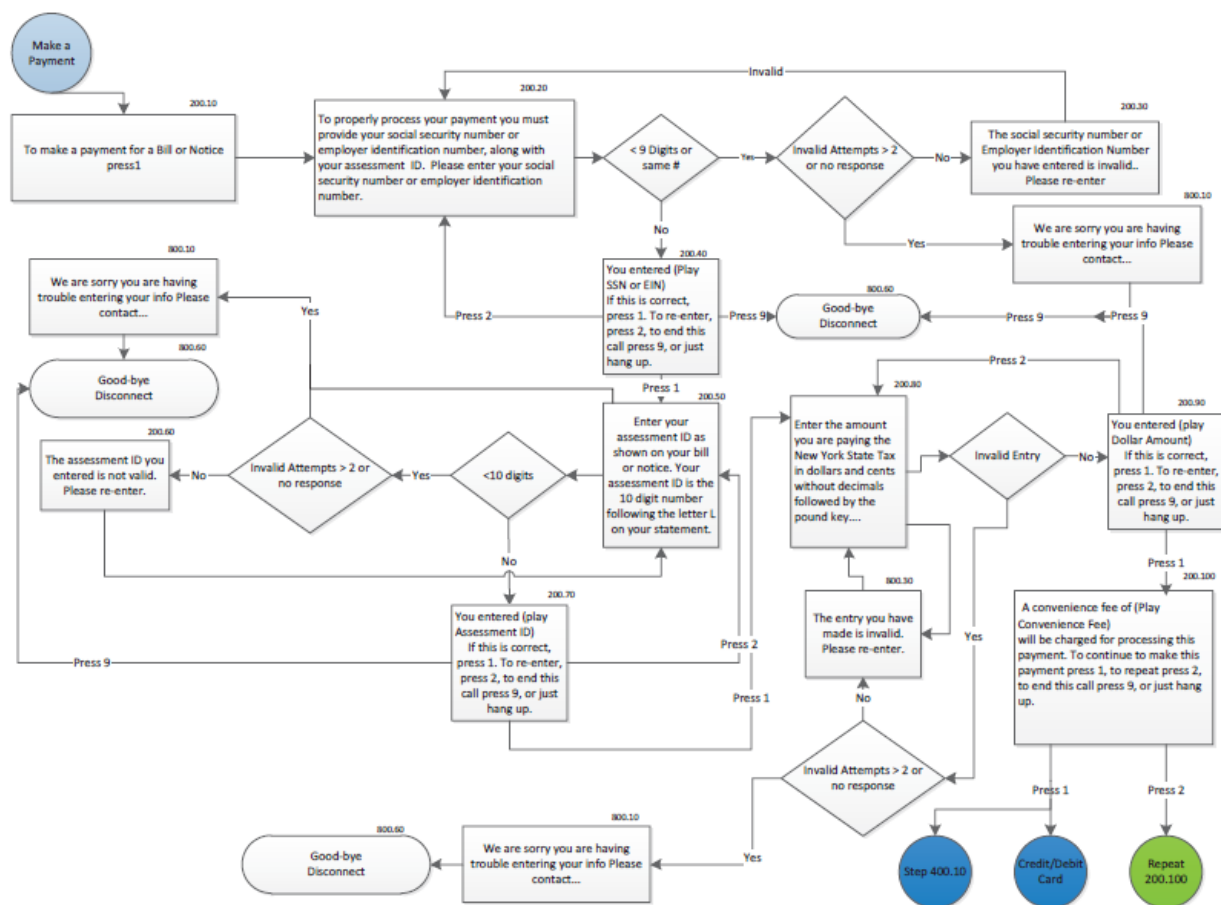 Make a
Payment
200.10
To make a payment for a Bill or Notice
press1
200.20
To properly process your payment you must
provide your social security number or
employer identification number, along with
your assessment ID. Please enter your social
security number or employer identification
number.
< 9 Digits or
same #
Yes
Invalid Attempts > 2
or no response
No
Invalid
200.30
The social security number or
Employer Identification Number
you have entered is invalid..
Please re-enter
Yes
800.10
We are sorry you are having
trouble entering your info Please
contact...
No
200.40
You entered (Play
SSN or EIN)
If this is correct,
press 1. To re-enter,
press 2, to end this
call press 9, or just
hang up.
Press 2
Press 9
800.60
Good-bye
Disconnect
Press 9
Press 9
Press 1
800.10
We are sorry you are having
trouble entering your info Please
contact...
Yes
800.60
Good-bye
Disconnect
200.50
Enter your
assessment ID as
shown on your bill
or notice. Your
assessment ID is the
10 digit number
following the letter L
on your statement.
<10 digits
Yes
Invalid Attempts > 2 or
no response
No
200.60
The assessment ID you
entered is not valid.
Please re-enter.
No
200.70
You entered (play
Assessment ID)
If this is correct,
press 1. To re-enter,
press 2, to end this
call press 9, or just
hang up.
Press 9
Press 2
Press 1
Press 2
200.80
Enter the amount
you are paying the
New York State Tax
in dollars and cents
without decimals
followed by the
pound key....
Invalid Entry
No
200.90
You entered (play
Dollar Amount)
If this is correct,
press 1. To re-enter,
press 2, to end this
call press 9, or just
hang up.
Press 1
800.30
The entry you have
made is invalid.
Please re-enter.
Yes
No
Invalid Attempts > 2 or
no response
Yes
800.10
We are sorry you are having
trouble entering your info Please
contact...
800.60
Good-bye
Disconnect
200.100
A convenience fee of (Play
Convenience Fee)
will be charged for processing this
payment. To continue to make this
payment press 1, to repeat press 2,
to end this call press 9, or just hang
up.
Press 1
Press 2
Step 400.10
Credit/Debit
Card
Repeat
200.100